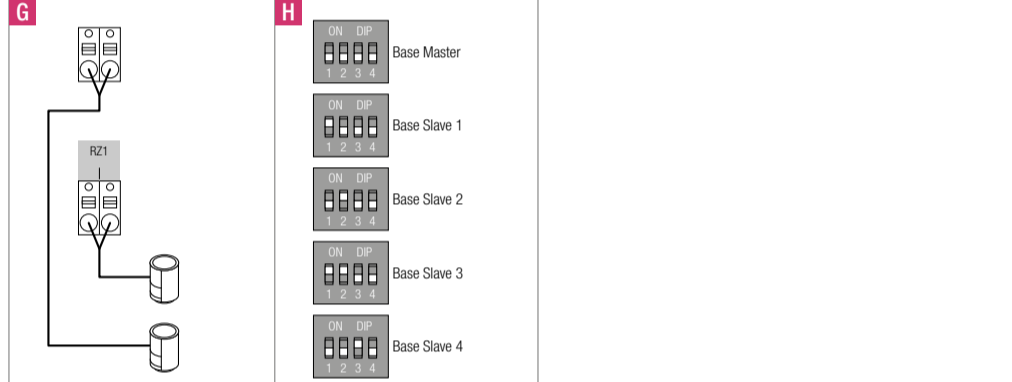 G
RZ1
H
ON DIP
1 2 3 4
Base Master
ON DIP
1 2 3 4
Base Slave 1
ON DIP
1 2 3 4
Base Slave 2
ON DIP
1 2 3 4
Base Slave 3
ON DIP
1 2 3 4
Base Slave 4